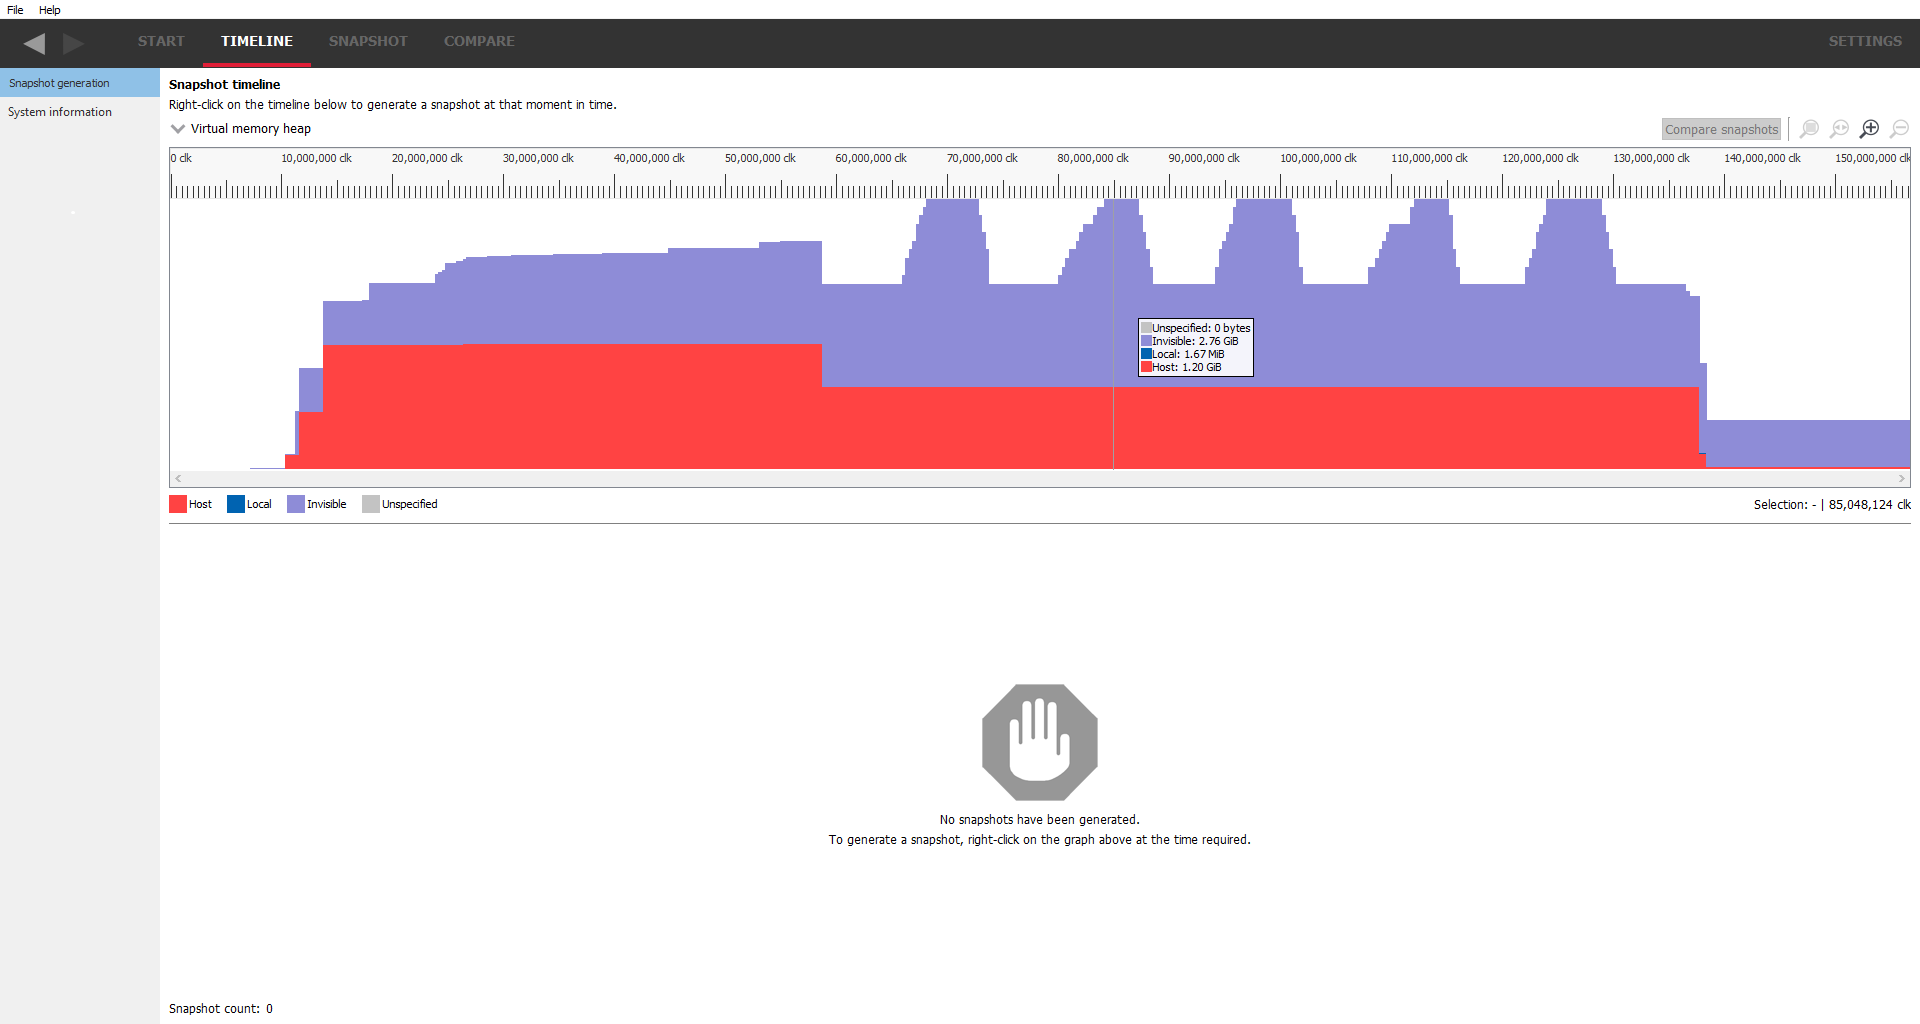 File Help
START TIMELINE SNAPSHOT COMPARE SETTINGS
Snapshot generation
System information
Snapshot timeline
Right-click on the timeline below to generate a snapshot at that moment in time.
Virtual memory heap
Compare snapshots
0 clk 10,000,000 clk 20,000,000 clk 30,000,000 clk 40,000,000 clk 50,000,000 clk 60,000,000 clk 70,000,000 clk 80,000,000 clk 90,000,000 clk 100,000,000 clk 110,000,000 clk 120,000,000 clk 130,000,000 clk 140,000,000 clk 150,000,000 clk
Unspecified: 0 bytes
Invisible: 2.76 GiB
Local: 1.67 MiB
Host: 1.20 GiB
Host Local Invisible Unspecified
Selection: - | 85,048,124 clk
No snapshots have been generated.
To generate a snapshot, right-click on the graph above at the time required.
Snapshot count: 0